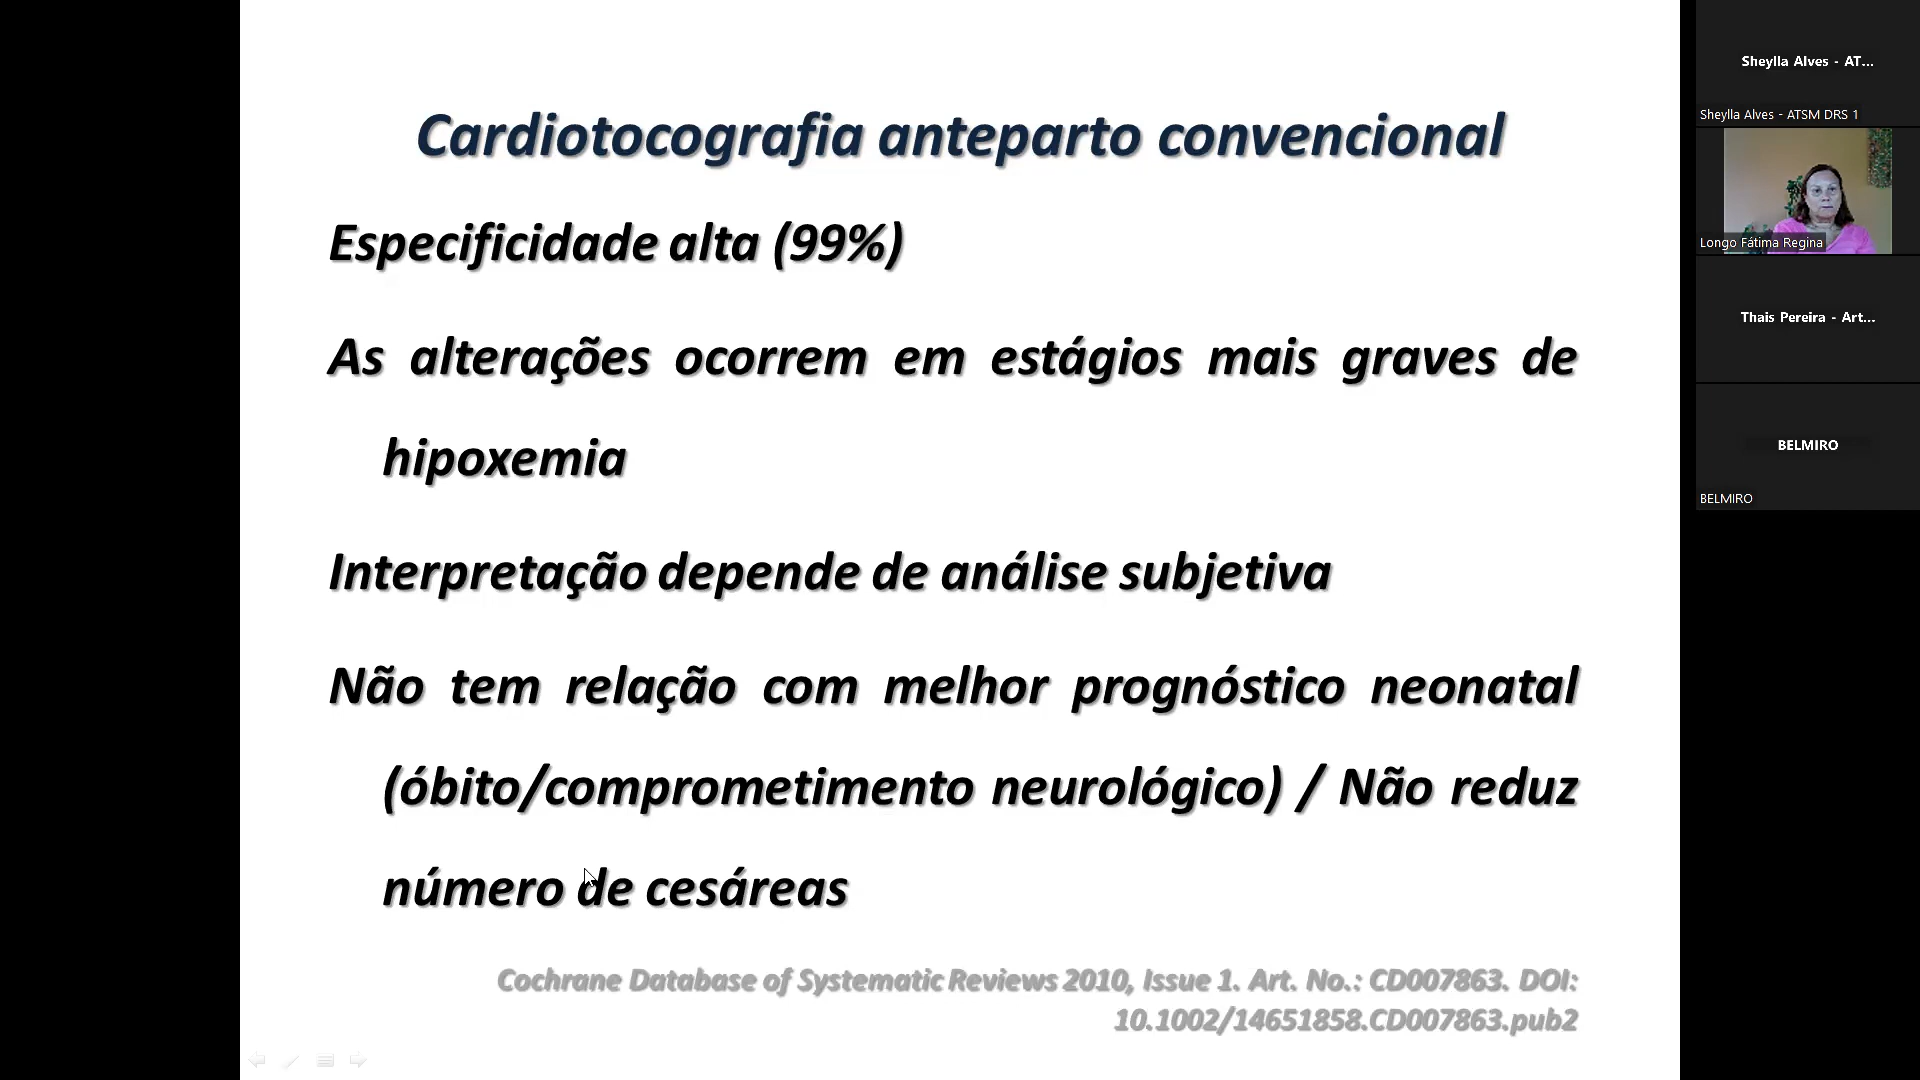 Cardiotocografia anteparto convencional
Especificidade alta (99%)
As alterações ocorrem em estágios mais graves de
hipoxemia
Interpretação depende de análise subjetiva
Não tem relação com melhor prognóstico neonatal
(óbito/comprometimento neurológico) / Não reduz
número de cesáreas
Cochrane Database of Systematic Reviews 2010, Issue 1. Art. No.: CD007863. DOI:
10.1002/14651858.CD007863.pub2
Sheylla Alves - AT...
Sheylla Alves - ATSM DRS 1
Longo Fátima Regina
Thais Pereira - Art...
BELMIRO
BELMIRO